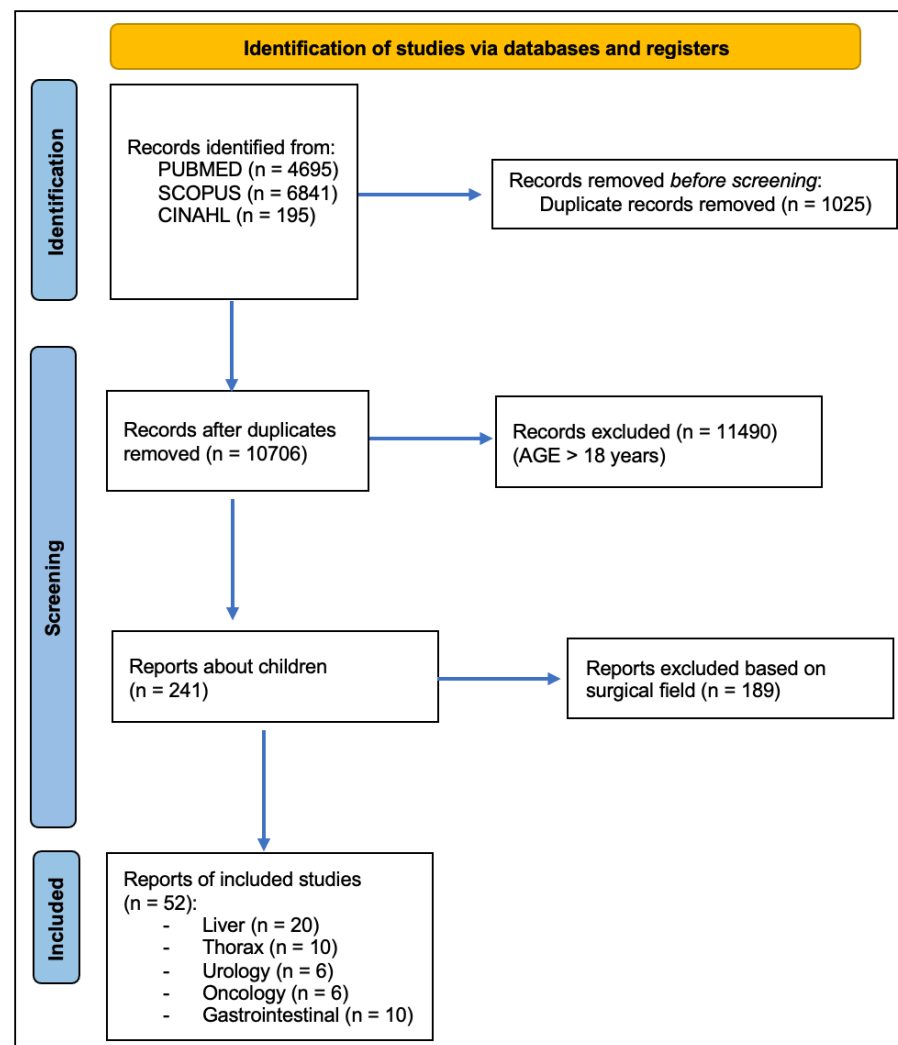 Identification of studies via databases and registers
Identification
Records identified from:
PUBMED (n = 4695)
SCOPUS (n = 6841)
CINAHL (n = 195)
Records removed before screening:
Duplicate records removed (n = 1025)
Screening
Records after duplicates
removed (n = 10706)
Records excluded (n = 11490)
(AGE > 18 years)
Reports about children
(n = 241)
Reports excluded based on
surgical field (n = 189)
Included
Reports of included studies
(n = 52):
- Liver (n = 20)
- Thorax (n = 10)
- Urology (n = 6)
- Oncology (n = 6)
- Gastrointestinal (n = 10)